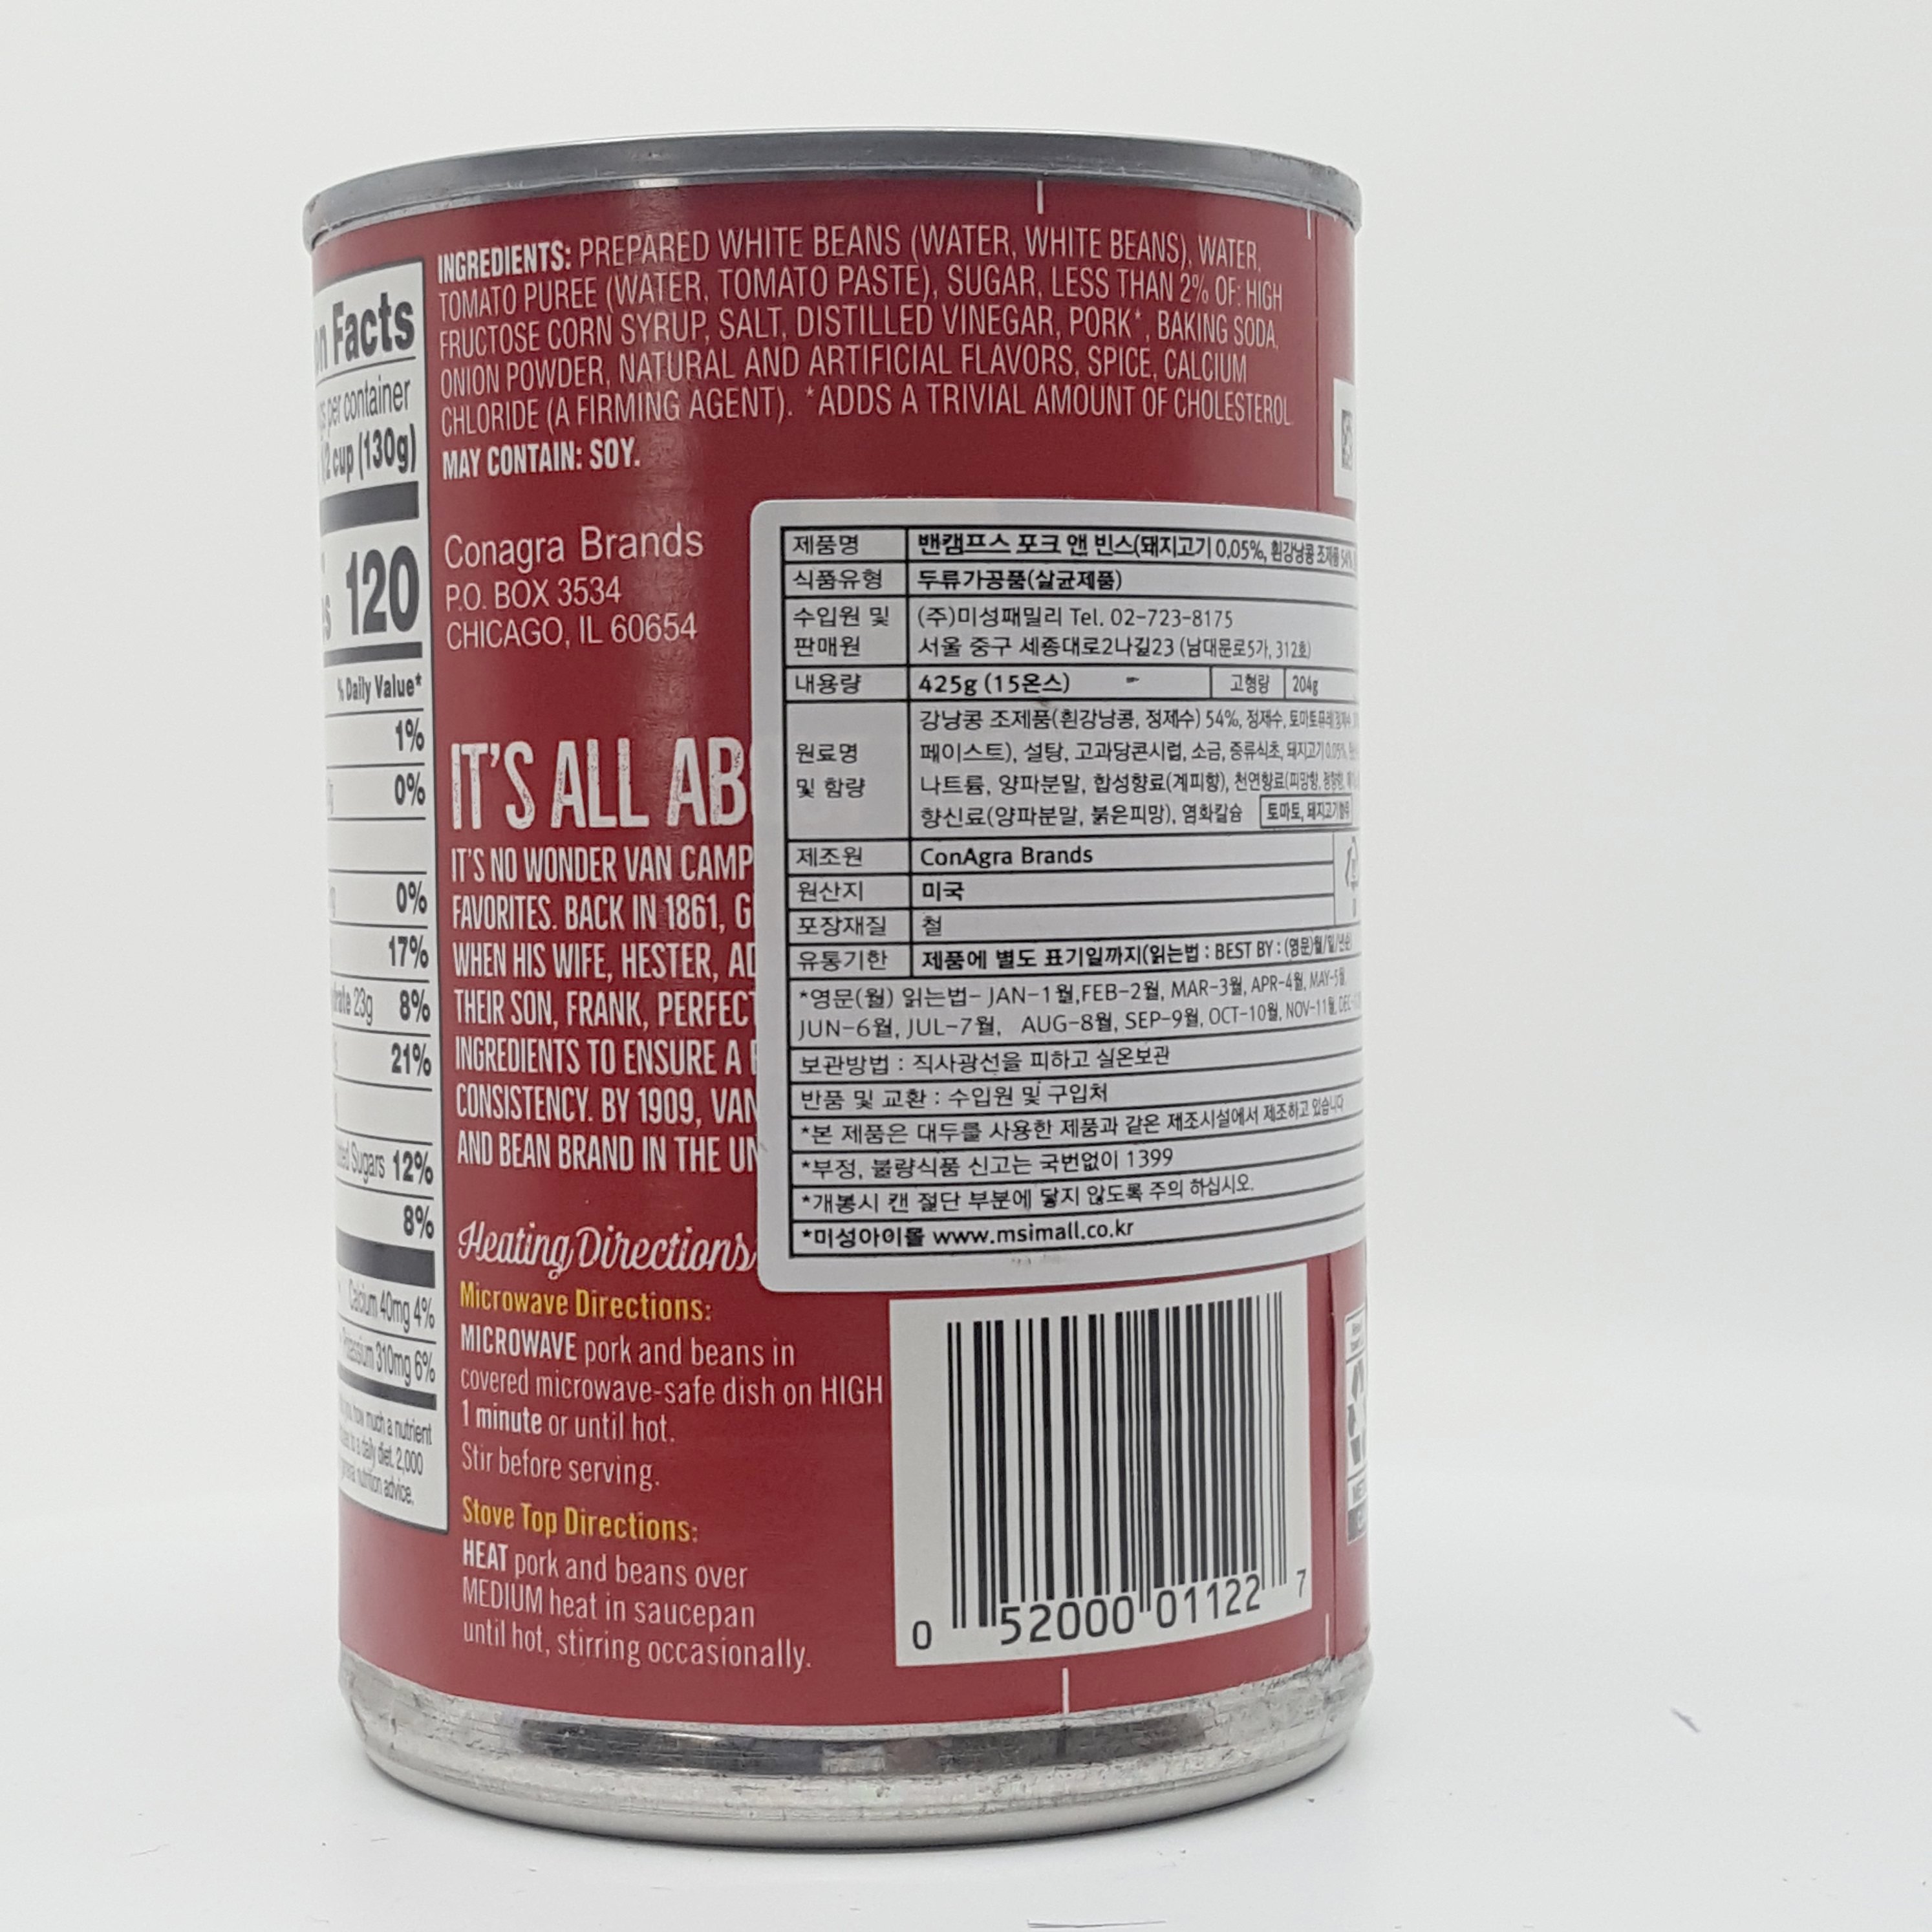 n Facts
per container
/2 cup (130g)
120
% Daily Value*
1%
0%
0%
17%
23g 8%
21%
Sugars 12%
8%
Calcium 40mg 4%
Potassium 310mg 6%
how much a nutrient
to a daily diet. 2,000
nutrition advice.
INGREDIENTS: PREPARED WHITE BEANS (WATER, WHITE BEANS), WATER,
TOMATO PUREE (WATER, TOMATO PASTE), SUGAR, LESS THAN 2% OF: HIGH
FRUCTOSE CORN SYRUP, SALT, DISTILLED VINEGAR, PORK*, BAKING SODA,
ONION POWDER, NATURAL AND ARTIFICIAL FLAVORS, SPICE, CALCIUM
CHLORIDE (A FIRMING AGENT). *ADDS A TRIVIAL AMOUNT OF CHOLESTEROL.
MAY CONTAIN: SOY.
Conagra Brands
P.O. BOX 3534
CHICAGO, IL 60654
IT'S ALL AB
IT'S NO WONDER VAN CAMP
FAVORITES. BACK IN 1861, G
WHEN HIS WIFE, HESTER, AD
THEIR SON, FRANK, PERFECT
INGREDIENTS TO ENSURE A
CONSISTENCY. BY 1909, VAN
AND BEAN BRAND IN THE UN
Heating Directions
Microwave Directions:
MICROWAVE pork and beans in
covered microwave-safe dish on HIGH
1 minute or until hot.
Stir before serving.
Stove Top Directions:
HEAT pork and beans over
MEDIUM heat in saucepan
until hot, stirring occasionally.
제품명 밴캠프스 포크 앤 빈스(돼지고기 0.05%, 흰강낭콩 조제품 54%
식품유형 두류가공품(살균제품)
수입원 및 (주)미성패밀리 Tel. 02-723-8175
판매원 서울 중구 세종대로2나길23 (남대문로5가, 312호)
내용량 425g (15온스) 고형량 204g
강낭콩 조제품(흰강낭콩, 정제수) 54%, 정제수, 토마토퓨레(정제수,
원료명 페이스트), 설탕, 고과당콘시럽, 소금, 증류식초, 돼지고기0.05%,
및 함량 나트륨, 양파분말, 합성향료(계피향), 천연향료(피망향,
향신료(양파분말, 붉은피망), 염화칼슘 토마토, 돼지고기함유
제조원 ConAgra Brands
원산지 미국
포장재질 철
유통기한 제품에 별도 표기일까지(읽는법 : BEST BY : (영문)월/일/년순)
*영문(월) 읽는법- JAN-1월,FEB-2월, MAR-3월, APR-4월, MAY-5월,
JUN-6월, JUL-7월, AUG-8월, SEP-9월, OCT-10월, NOV-11월, DEC
보관방법 : 직사광선을 피하고 실온보관
반품 및 교환 : 수입원 및 구입처
*본 제품은 대두를 사용한 제품과 같은 제조시설에서 제조하고 있습니다
*부정, 불량식품 신고는 국번없이 1399
*개봉시 캔 절단 부분에 닿지 않도록 주의 하십시오.
*미성아이몰 www.msimall.co.kr
0 52000 01122 7